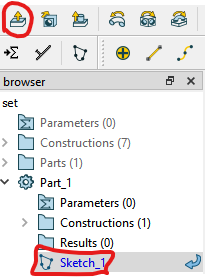 browser
set
Parameters (0)
Constructions (7)
Parts (1)
Part_1
Parameters (0)
Constructions (1)
Results (0)
Sketch_1